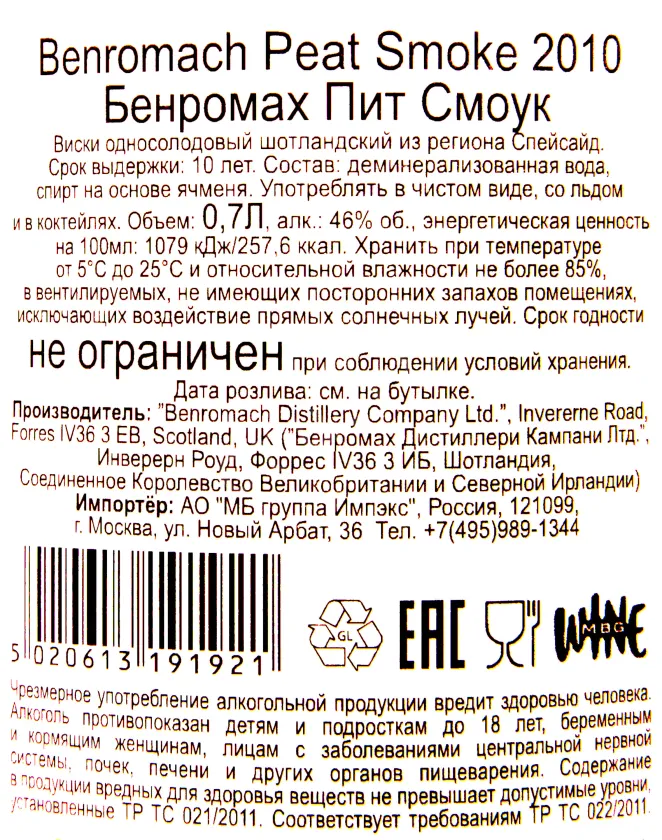 Benromach Peat Smoke 2010
Бенромах Пит Смоук
Виски односолодовый шотландский из региона Спейсайд.
Срок выдержки: 10 лет. Состав: деминерализованная вода,
спирт на основе ячменя. Употреблять в чистом виде, со льдом
и в коктейлях. Объем: 0,7Л, алк.: 46% об., энергетическая ценность
на 100мл: 1079 кДж/257,6 ккал. Хранить при температуре
от 5°С до 25°С и относительной влажности не более 85%,
в вентилируемых, не имеющих посторонних запахов помещениях,
исключающих воздействие прямых солнечных лучей. Срок годности
не ограничен при соблюдении условий хранения.
Дата розлива: см. на бутылке.
Производитель: "Benromach Distillery Company Ltd.", Invererne Road,
Forres IV36 3 EB, Scotland, UK ("Бенромах Дистиллери Кампани Лтд.",
Инверерн Роуд, Форрес IV36 3 ИБ, Шотландия,
Соединенное Королевство Великобритании и Северной Ирландии)
Импортёр: АО "МБ группа Импэкс", Россия, 121099,
г. Москва, ул. Новый Арбат, 36 Тел. +7(495)989-1344
5 020613 191921
GL
EAC
WINE
MBG
Чрезмерное употребление алкогольной продукции вредит здоровью человека.
Алкоголь противопоказан детям и подросткам до 18 лет, беременным
и кормящим женщинам, лицам с заболеваниями центральной нервной
системы, почек, печени и других органов пищеварения. Содержание
в продукции вредных для здоровья веществ не превышает допустимые уровни,
установленные ТР ТС 021/2011. Соответствует требованиям ТР ТС 022/2011.